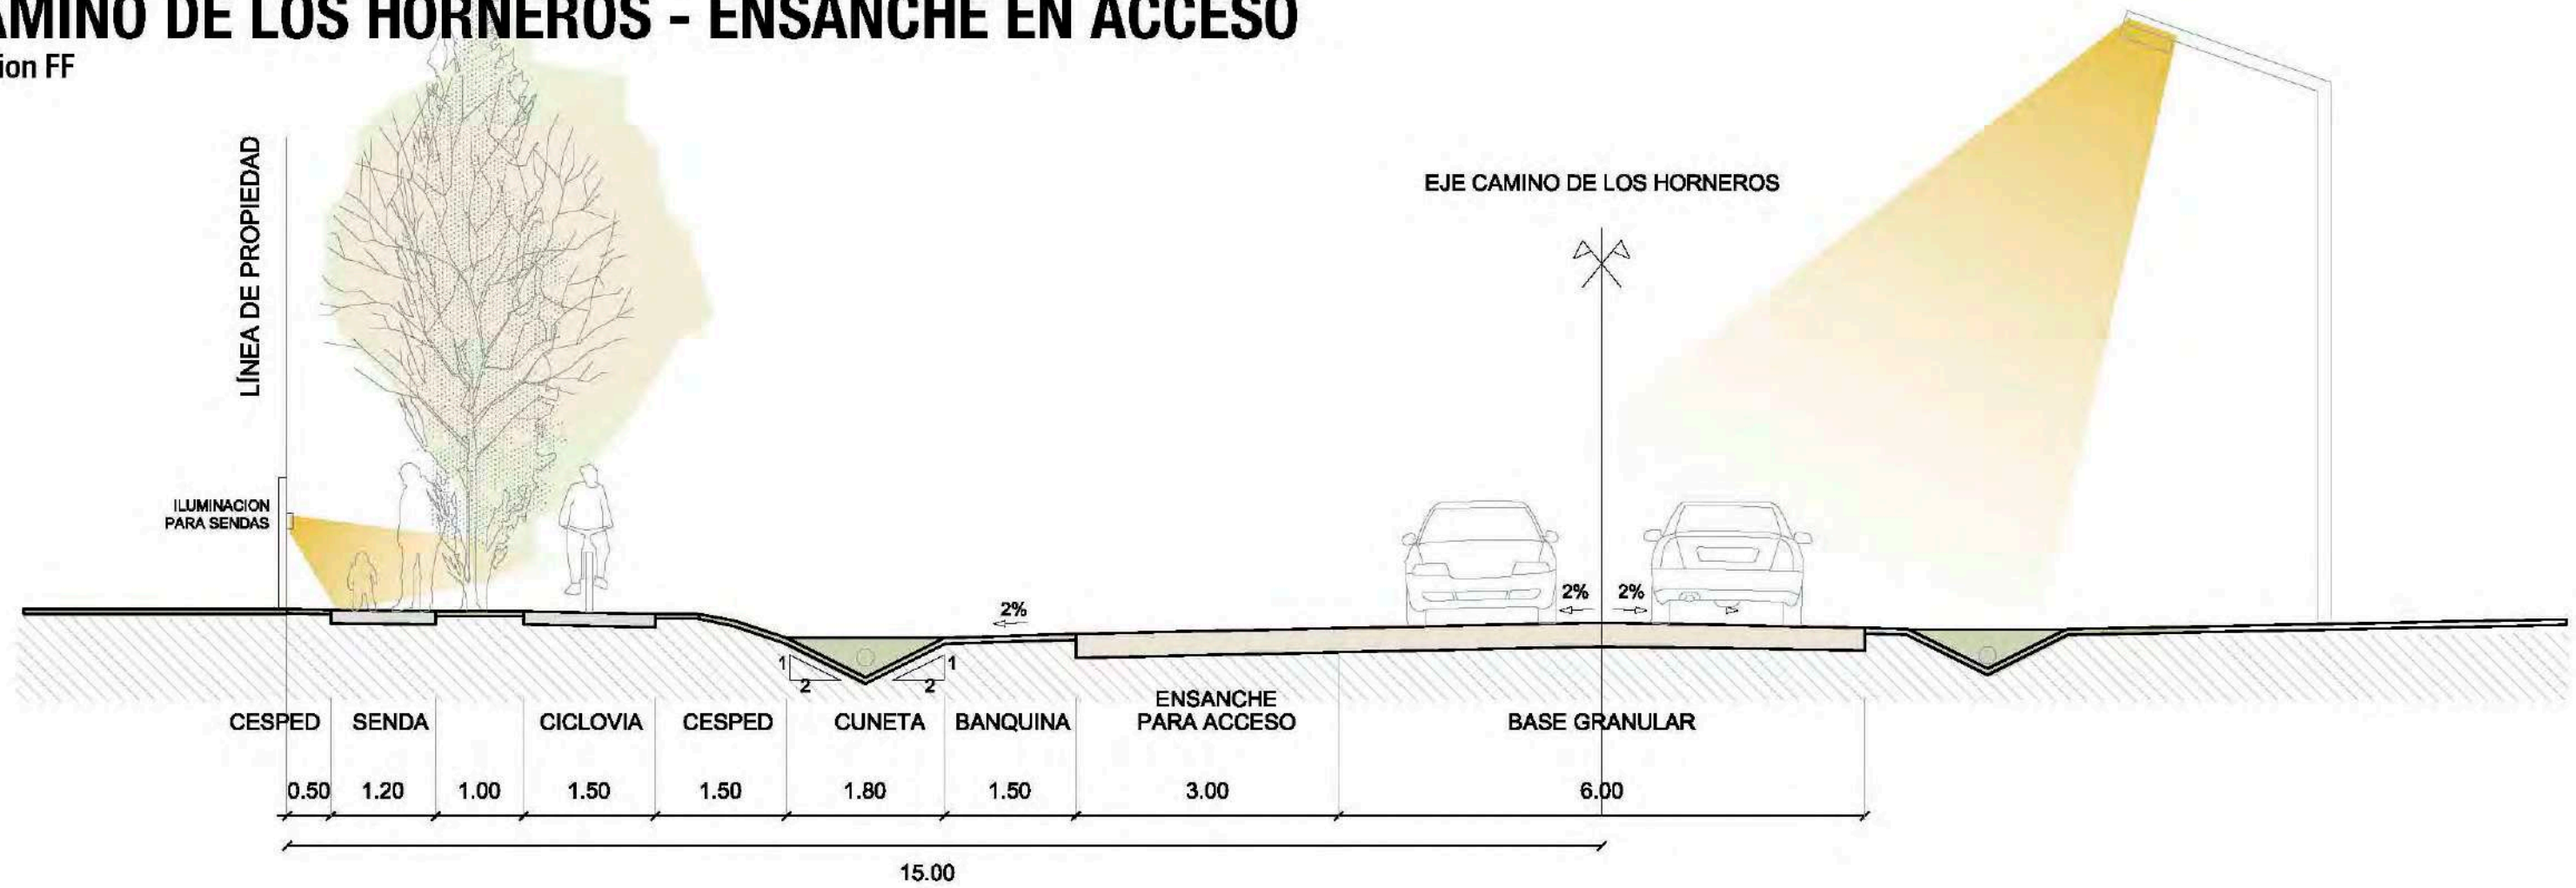 AMINO DE LOS HORNEROS - ENSANCHE EN ACCESO
ion FF
LÍNEA DE PROPIEDAD
EJE CAMINO DE LOS HORNEROS
ILUMINACION
PARA SENDAS
2%
2%
2%
1
2
1
2
CESPED
SENDA
CICLOVIA
CESPED
CUNETA
BANQUINA
ENSANCHE
PARA ACCESO
BASE GRANULAR
0.50
1.20
1.00
1.50
1.50
1.80
1.50
3.00
6.00
15.00